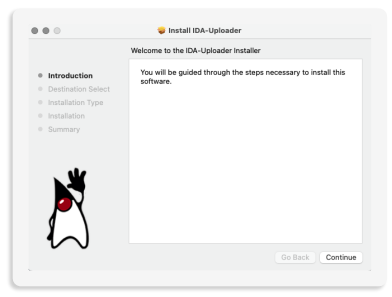 Install IDA-Uploader
Welcome to the IDA-Uploader Installer
Introduction
Destination Select
Installation Type
Installation
Summary
You will be guided through the steps necessary to install this
software.
Go Back
Continue